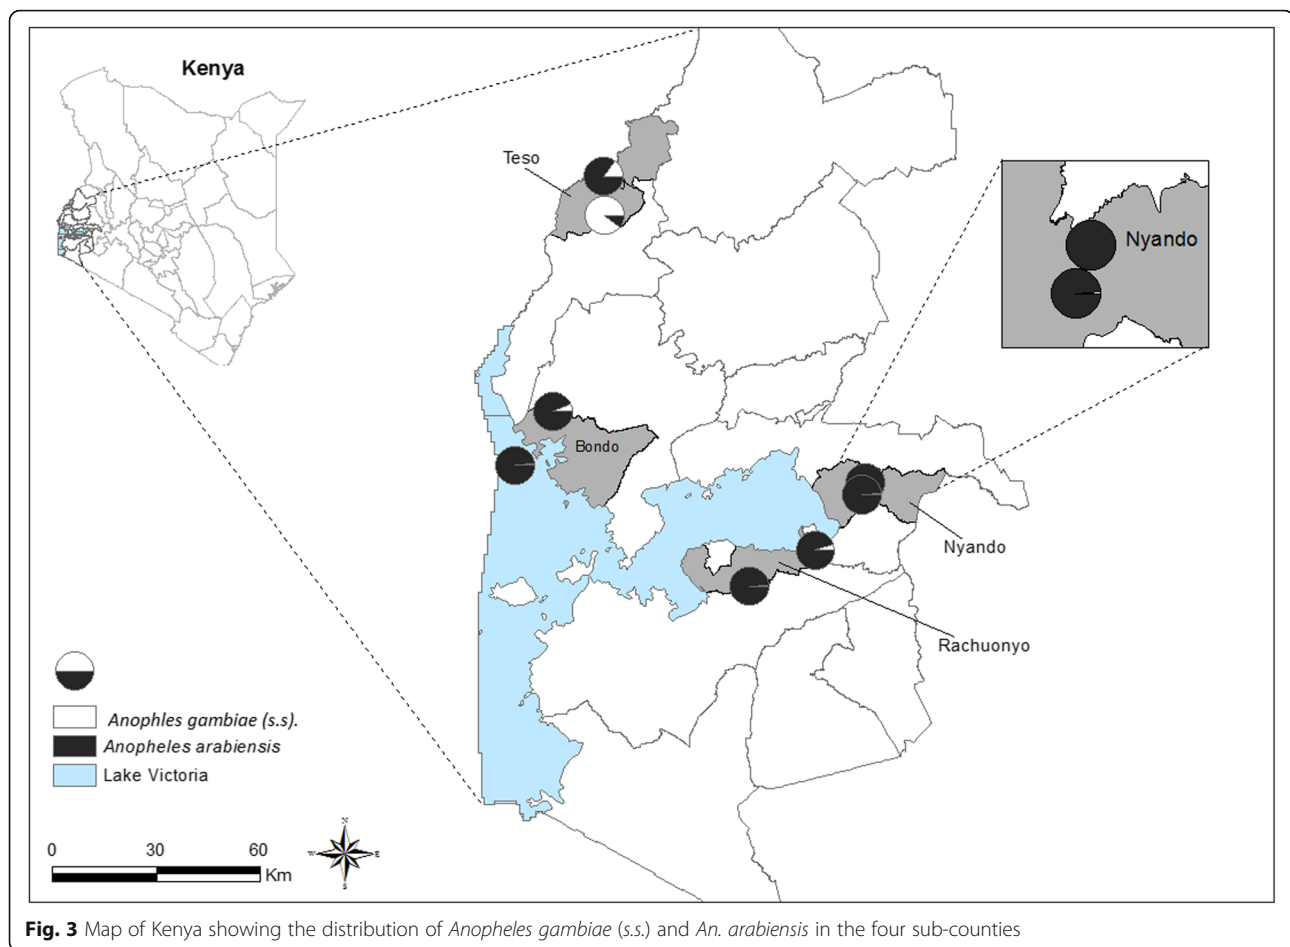 Kenya
Teso
Nyando
Bondo
Nyando
Rachuonyo
Anophles gambiae (s.s).
Anopheles arabiensis
Lake Victoria
N
W E
S
0 30 60
Km
Fig. 3 Map of Kenya showing the distribution of Anopheles gambiae (s.s.) and An. arabiensis in the four sub-counties